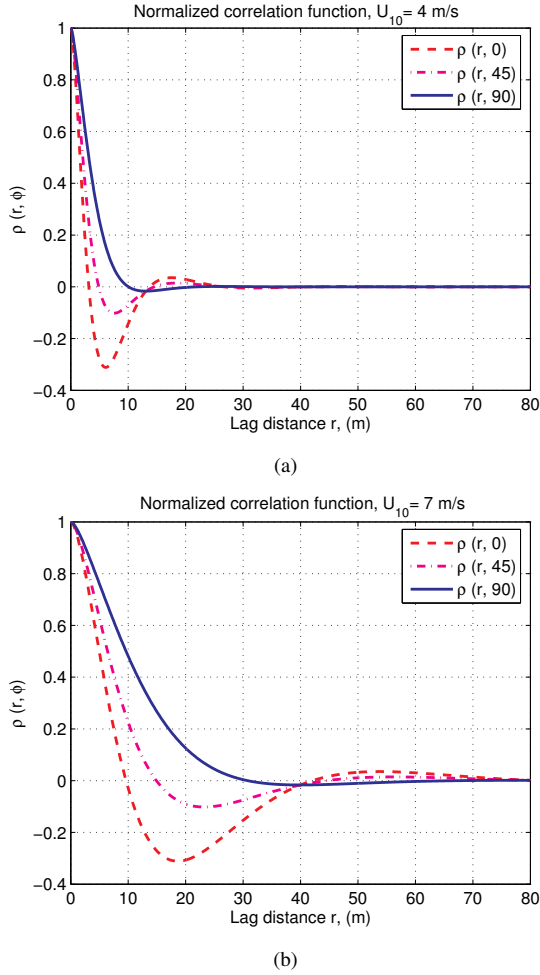 Normalized correlation function, U₁₀= 4 m/s
ρ (r, 0)
ρ (r, 45)
ρ (r, 90)
1
0.8
0.6
0.4
0.2
0
−0.2
−0.4
ρ (r, ϕ)
0 10 20 30 40 50 60 70 80
Lag distance r, (m)
(a)
Normalized correlation function, U₁₀= 7 m/s
ρ (r, 0)
ρ (r, 45)
ρ (r, 90)
1
0.8
0.6
0.4
0.2
0
−0.2
−0.4
ρ (r, ϕ)
0 10 20 30 40 50 60 70 80
Lag distance r, (m)
(b)